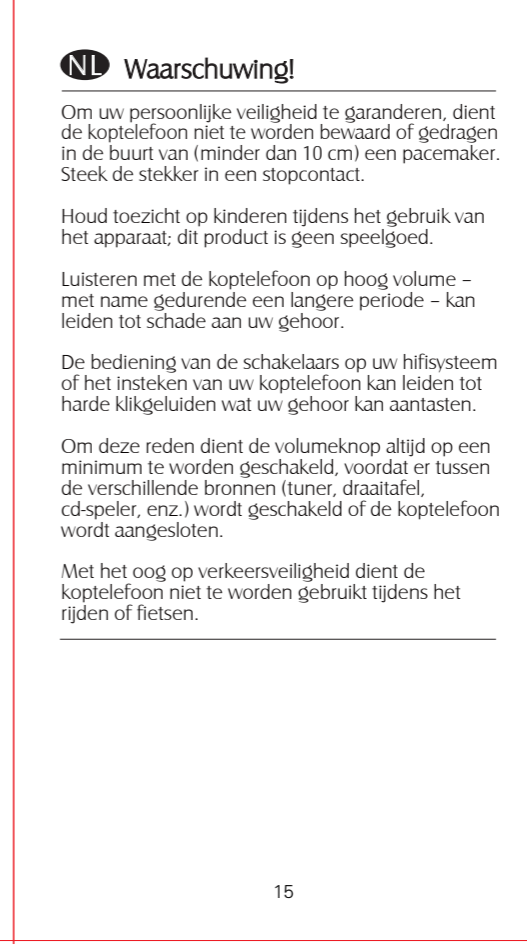 NL Waarschuwing!
Om uw persoonlijke veiligheid te garanderen, dient
de koptelefoon niet te worden bewaard of gedragen
in de buurt van (minder dan 10 cm) een pacemaker.
Steek de stekker in een stopcontact.
Houd toezicht op kinderen tijdens het gebruik van
het apparaat; dit product is geen speelgoed.
Luisteren met de koptelefoon op hoog volume –
met name gedurende een langere periode – kan
leiden tot schade aan uw gehoor.
De bediening van de schakelaars op uw hifisysteem
of het insteken van uw koptelefoon kan leiden tot
harde klikgeluiden wat uw gehoor kan aantasten.
Om deze reden dient de volumeknop altijd op een
minimum te worden geschakeld, voordat er tussen
de verschillende bronnen (tuner, draaitafel,
cd-speler, enz.) wordt geschakeld of de koptelefoon
wordt aangesloten.
Met het oog op verkeersveiligheid dient de
koptelefoon niet te worden gebruikt tijdens het
rijden of fietsen.
15